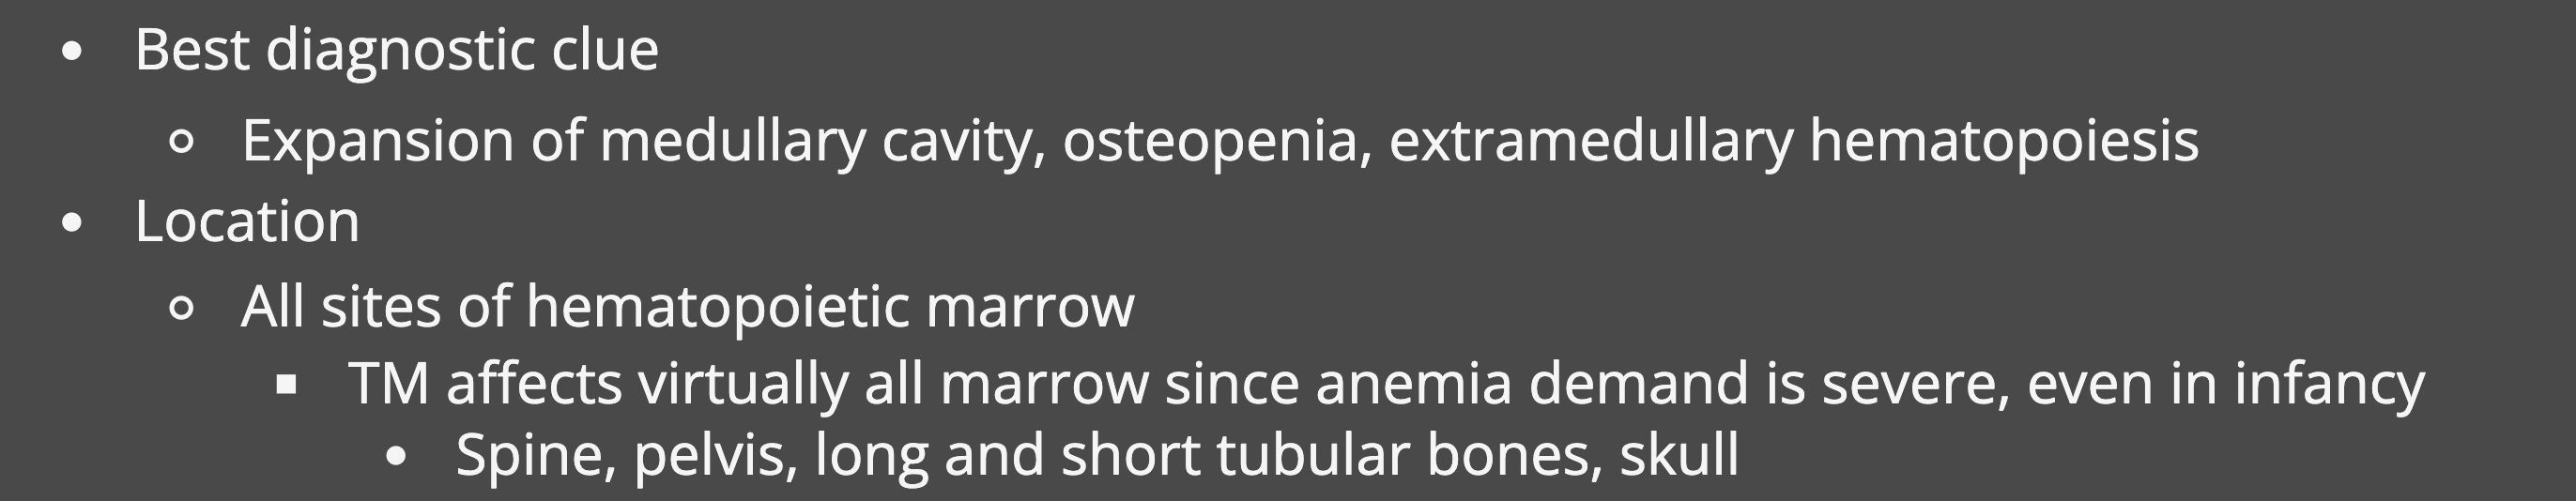 • Best diagnostic clue
○ Expansion of medullary cavity, osteopenia, extramedullary hematopoiesis
• Location
○ All sites of hematopoietic marrow
▪ TM affects virtually all marrow since anemia demand is severe, even in infancy
• Spine, pelvis, long and short tubular bones, skull